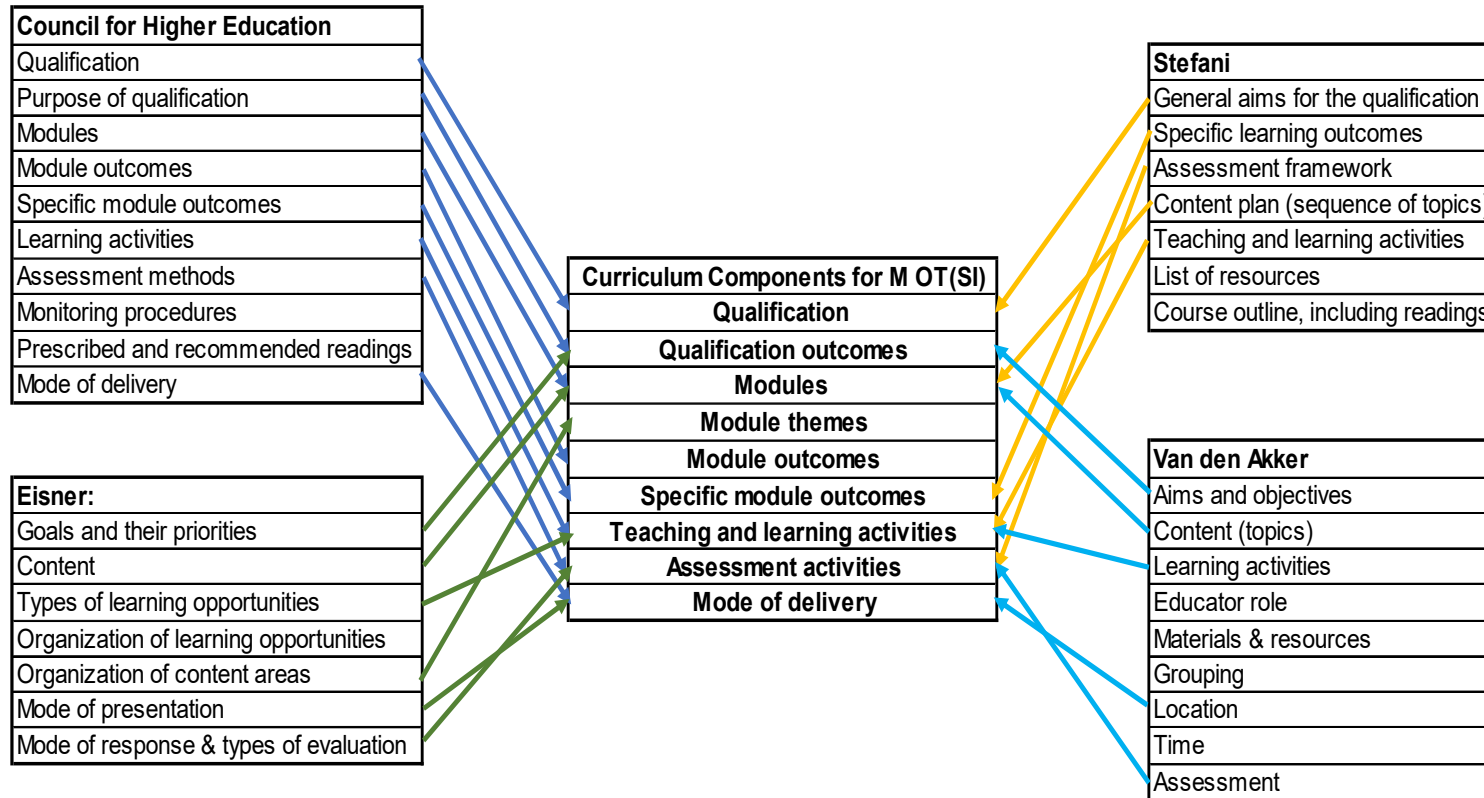 Council for Higher Education
Qualification
Purpose of qualification
Modules
Module outcomes
Specific module outcomes
Learning activities
Assessment methods
Monitoring procedures
Prescribed and recommended readings
Mode of delivery
Eisner:
Goals and their priorities
Content
Types of learning opportunities
Organization of learning opportunities
Organization of content areas
Mode of presentation
Mode of response & types of evaluation
Curriculum Components for M OT(SI)
Qualification
Qualification outcomes
Modules
Module themes
Module outcomes
Specific module outcomes
Teaching and learning activities
Assessment activities
Mode of delivery
Stefani
General aims for the qualification
Specific learning outcomes
Assessment framework
Content plan (sequence of topics
Teaching and learning activities
List of resources
Course outline, including readings
Van den Akker
Aims and objectives
Content (topics)
Learning activities
Educator role
Materials & resources
Grouping
Location
Time
Assessment